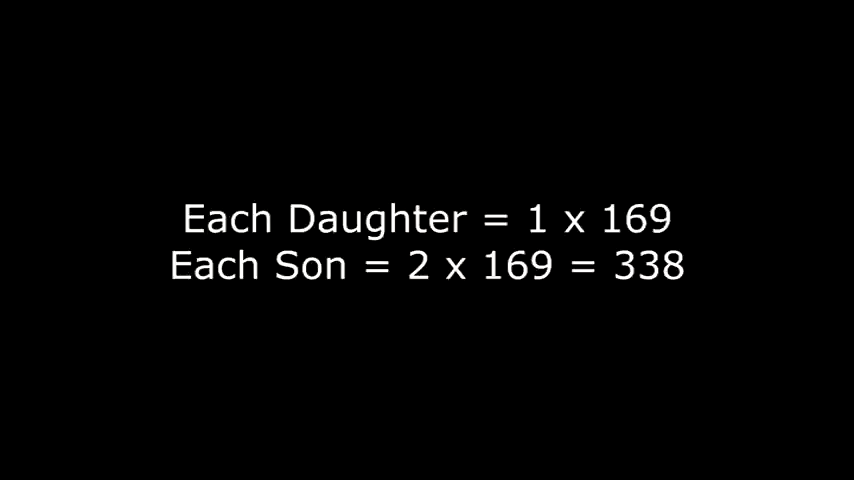 Each Daughter = 1 x 169
Each Son = 2 x 169 = 338